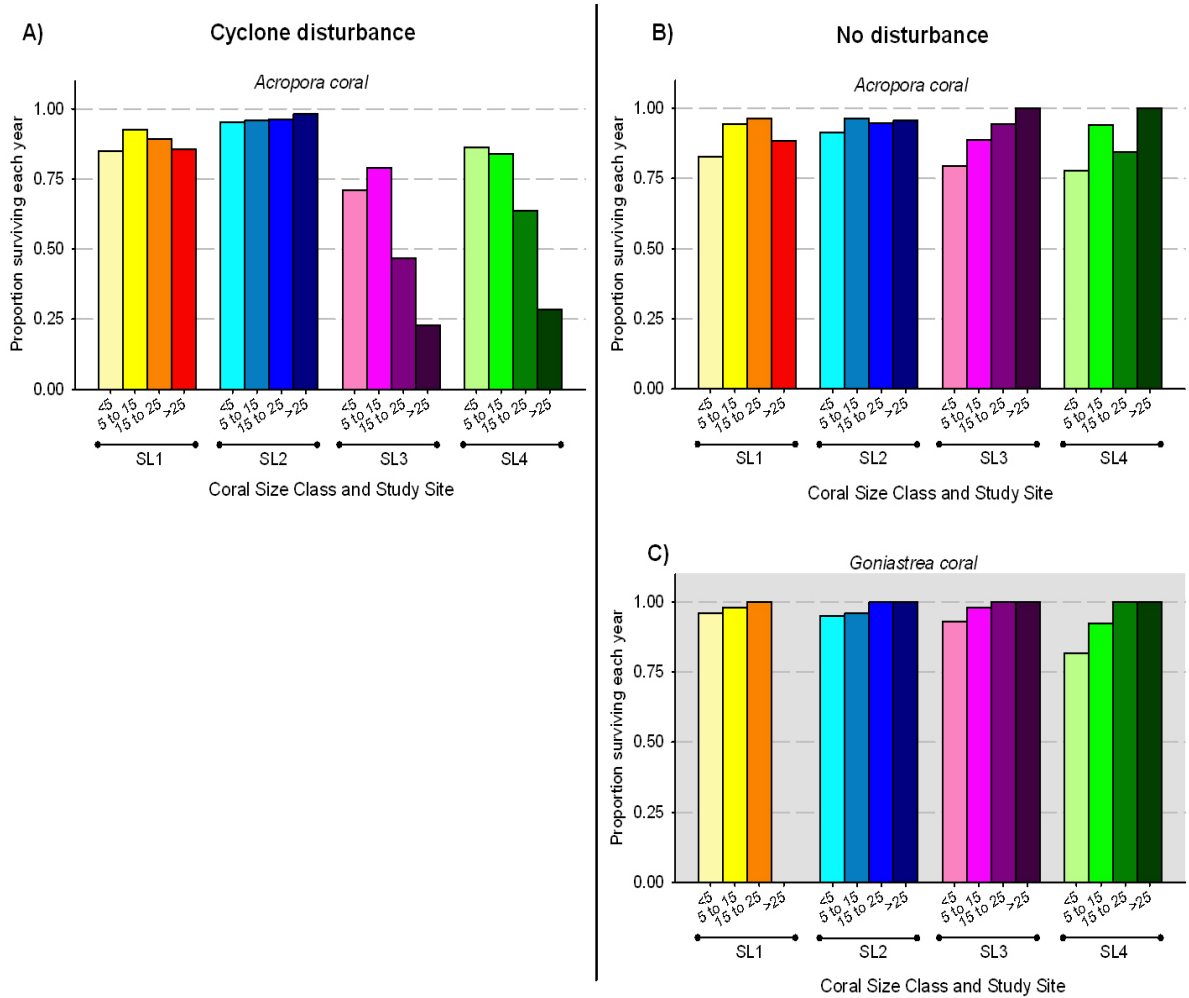 A)
Cyclone disturbance
Acropora coral
Proportion surviving each year
1.00
0.75
0.50
0.25
0.00
<5 5 to 15 15 to 25 >25 <5 5 to 15 15 to 25 >25 <5 5 to 15 15 to 25 >25 <5 5 to 15 15 to 25 >25
SL1 SL2 SL3 SL4
Coral Size Class and Study Site
B)
No disturbance
Acropora coral
Proportion surviving each year
1.00
0.75
0.50
0.25
0.00
<5 5 to 15 15 to 25 >25 <5 5 to 15 15 to 25 >25 <5 5 to 15 15 to 25 >25 <5 5 to 15 15 to 25 >25
SL1 SL2 SL3 SL4
Coral Size Class and Study Site
C)
Goniastrea coral
Proportion surviving each year
1.00
0.75
0.50
0.25
0.00
<5 5 to 15 15 to 25 >25 <5 5 to 15 15 to 25 >25 <5 5 to 15 15 to 25 >25 <5 5 to 15 15 to 25 >25
SL1 SL2 SL3 SL4
Coral Size Class and Study Site